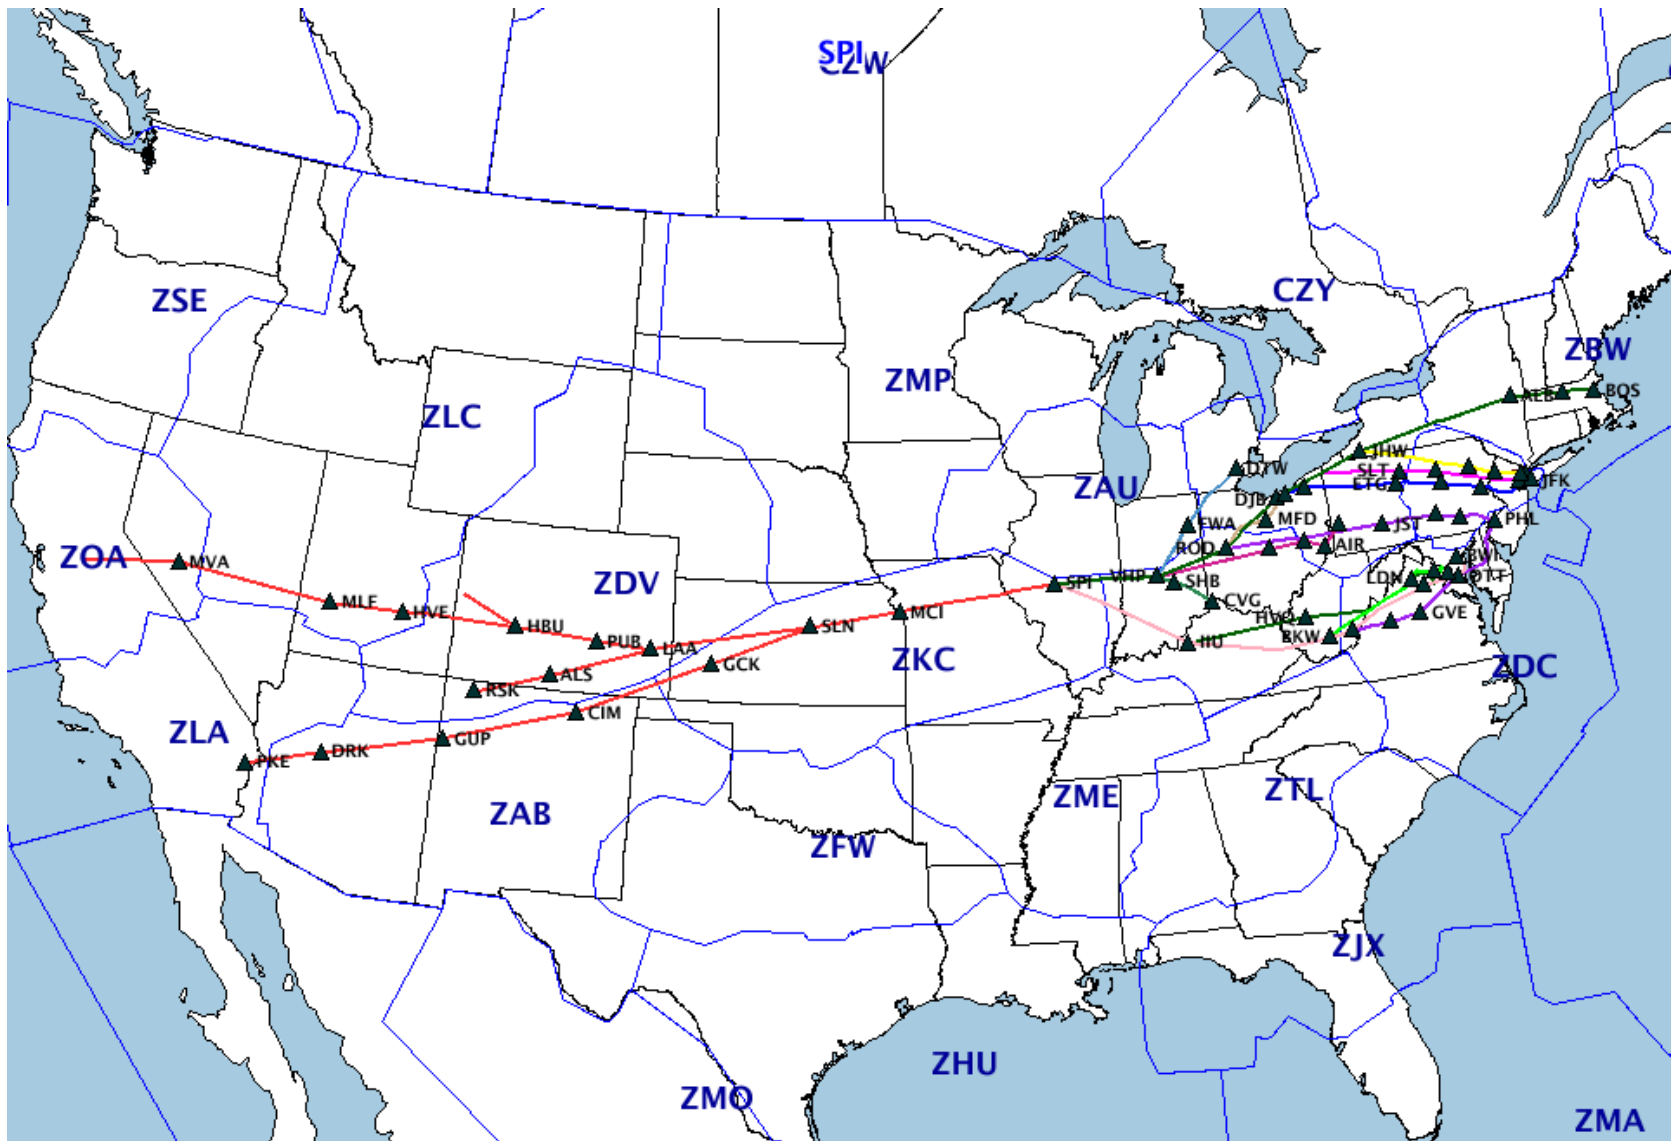 SPI
CZW
CZY
ZSE
ZBW
ZMP
ZLC
ALB
BOS
JHW
DTW
SLT
ETG
JFK
ZAU
DJB
MFD
PHL
FWA
JST
ROD
AIR
ZOA
MVA
ZDV
BWI
SPI
VHP
SHB
LDN
OTT
MLF
HVE
CVG
HBU
SLN
MCI
HVQ
GVE
PUB
LAA
BKW
IIU
GCK
ZKC
ZDC
ALS
RSK
CIM
ZLA
GUP
DRK
PKE
ZME
ZTL
ZAB
ZFW
ZJX
ZHU
ZMO
ZMA